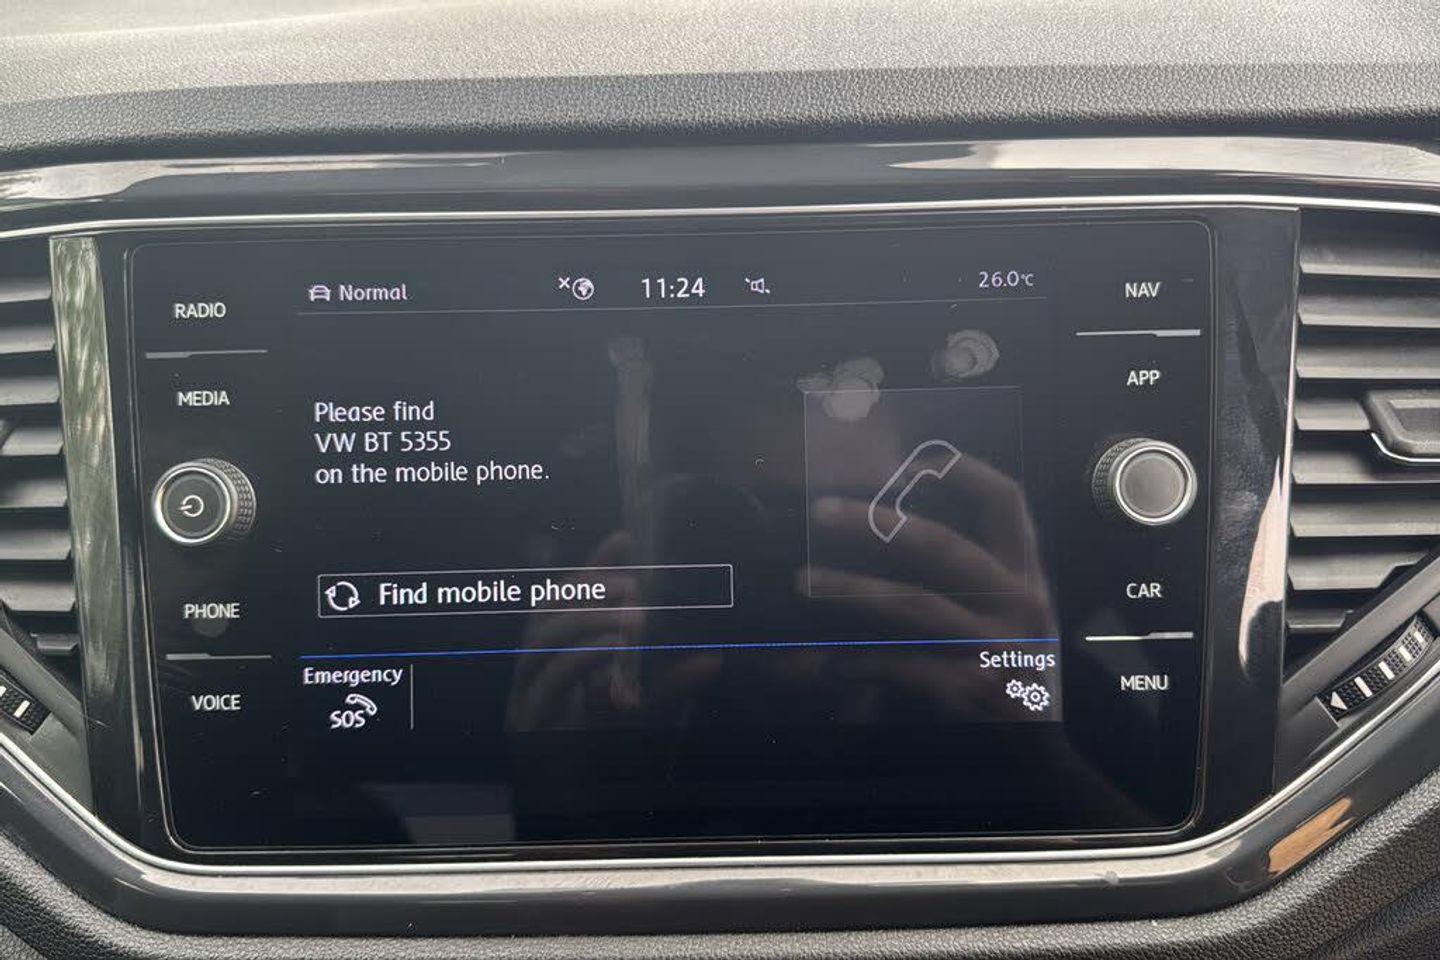 Normal
11:24
26.0°C
RADIO
MEDIA
PHONE
VOICE
Please find
VW BT 5355
on the mobile phone.
Find mobile phone
Emergency
SOS
Settings
NAV
APP
CAR
MENU